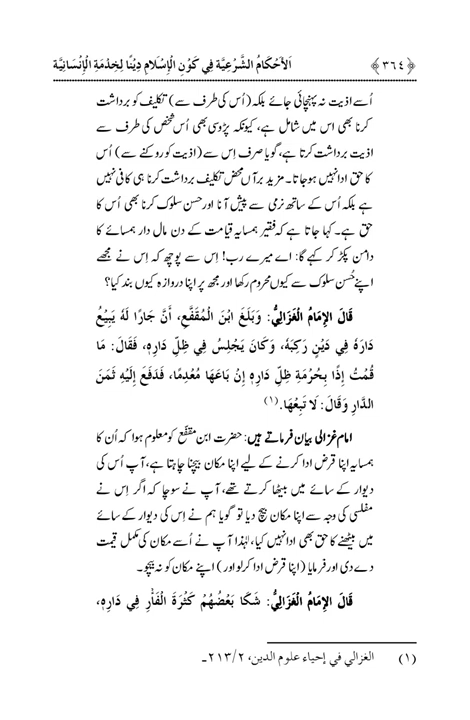 اَلْأَحْكَامُ الشَّرْعِيَّة فِي كَوْنِ الْإِسْلَامِ دِيْنًا لِخِدْمَةِ الْإِنْسَانِيَّة ﴿٣٦٤﴾
اُسے اذیت نہ پہنچائی جائے بلکہ (اُس کی طرف سے) تکلیف کو برداشت
کرنا بھی اس میں شامل ہے، کیونکہ پڑوسی بھی اُس شخص کی طرف سے
اذیت برداشت کرتا ہے، گویا صرف اِس سے (اذیت کو روکنے سے) اُس
کا حق ادا نہیں ہو جاتا۔ مزید برآں محض تکلیف برداشت کرنا ہی کافی نہیں
ہے بلکہ اُس کے ساتھ نرمی سے پیش آنا اور حسن سلوک کرنا بھی اُس کا
حق ہے۔ کہا جاتا ہے کہ فقیر ہمسایہ قیامت کے دن مال دار ہمسائے کا
دامن پکڑ کر کہے گا: اے میرے رب! اِس سے پوچھ کہ اِس نے مجھے
اپنے حُسن سلوک سے کیوں محروم رکھا اور مجھ پر اپنا دروازہ کیوں بند کیا؟
قَالَ الإِمَامُ الْغَزَالِيُّ: وَبَلَغَ ابْنَ الْمُقَفَّعِ، أَنَّ جَارًا لَهُ يَبِيْعُ
دَارَهُ فِي دَيْنٍ رَكِبَهُ، وَكَانَ يَجْلِسُ فِي ظِلِّ دَارِهِ، فَقَالَ: مَا
قُمْتُ إِذًا بِحُرْمَةِ ظِلِّ دَارِهِ إِنْ بَاعَهَا مُعْدِمًا، فَدَفَعَ إِلَيْهِ ثَمَنَ
الدَّارِ وَقَالَ: لَا تَبِعْهَا.(١)
امام غزالی بیان فرماتے ہیں: حضرت ابن مقفّع کو معلوم ہوا کہ اُن کا
ہمسایہ اپنا قرض ادا کرنے کے لیے اپنا مکان بیچنا چاہتا ہے، آپ اُس کی
دیوار کے سائے میں بیٹھا کرتے تھے، آپ نے سوچا کہ اگر اِس نے
مفلسی کی وجہ سے اپنا مکان بیچ دیا تو گویا ہم نے اِس کی دیوار کے سائے
میں بیٹھنے کا حق بھی ادا نہیں کیا، لہٰذا آپ نے اُسے مکان کی مکمل قیمت
دے دی اور فرمایا (اپنا قرض ادا کر لو اور) اپنے مکان کو نہ بیچو۔
قَالَ الإِمَامُ الْغَزَالِيُّ: شَكَا بَعْضُهُمْ كَثْرَةَ الْفَأْرِ فِي دَارِهِ،
(١) الغزالي في إحياء علوم الدين، ٢/٢١٣۔